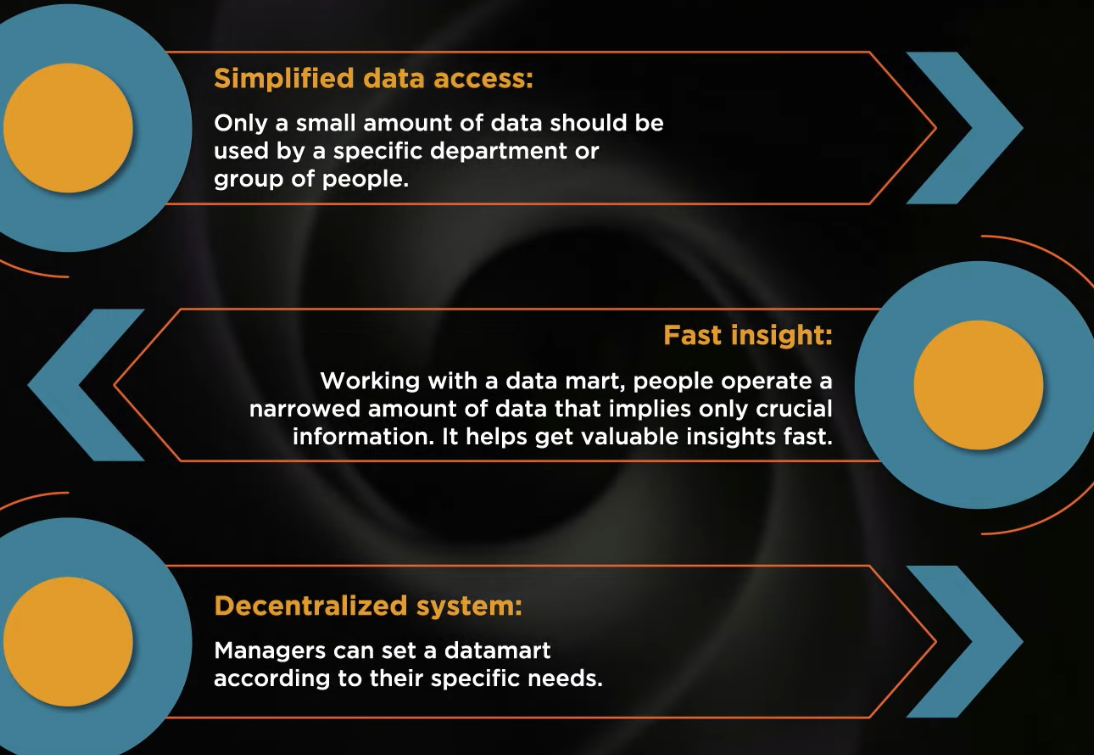 Simplified data access:
Only a small amount of data should be
used by a specific department or
group of people.
Fast insight:
Working with a data mart, people operate a
narrowed amount of data that implies only crucial
information. It helps get valuable insights fast.
Decentralized system:
Managers can set a datamart
according to their specific needs.